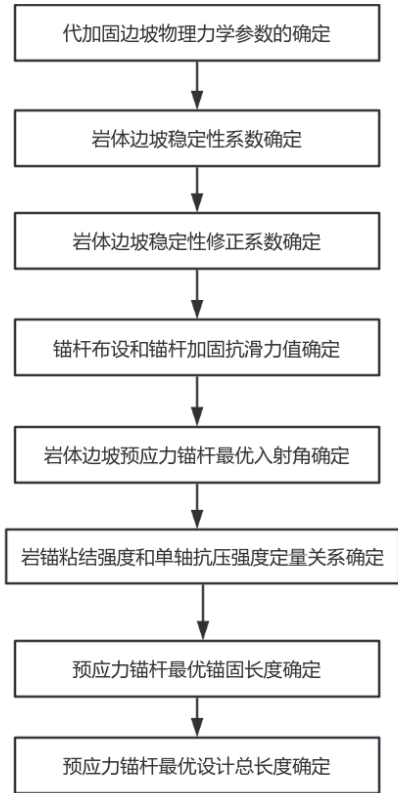 代加固边坡物理力学参数的确定
岩体边坡稳定性系数确定
岩体边坡稳定性修正系数确定
锚杆布设和锚杆加固抗滑力值确定
岩体边坡预应力锚杆最优入射角确定
岩锚粘结强度和单轴抗压强度定量关系确定
预应力锚杆最优锚固长度确定
预应力锚杆最优设计总长度确定